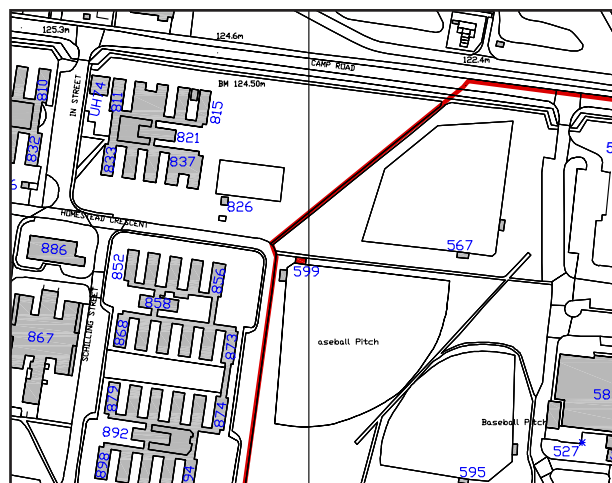 125.3m
124.6m
122.4m
CAMP ROAD
BM 124.50m
810
IN STREET
UH74
811
815
821
832
833
837
826
HOMESTEAD CRESCENT
567
886
852
856
599
858
SCHILLING STREET
867
868
873
aseball Pitch
879
874
58
Baseball Pitch
892
527
898
94
595